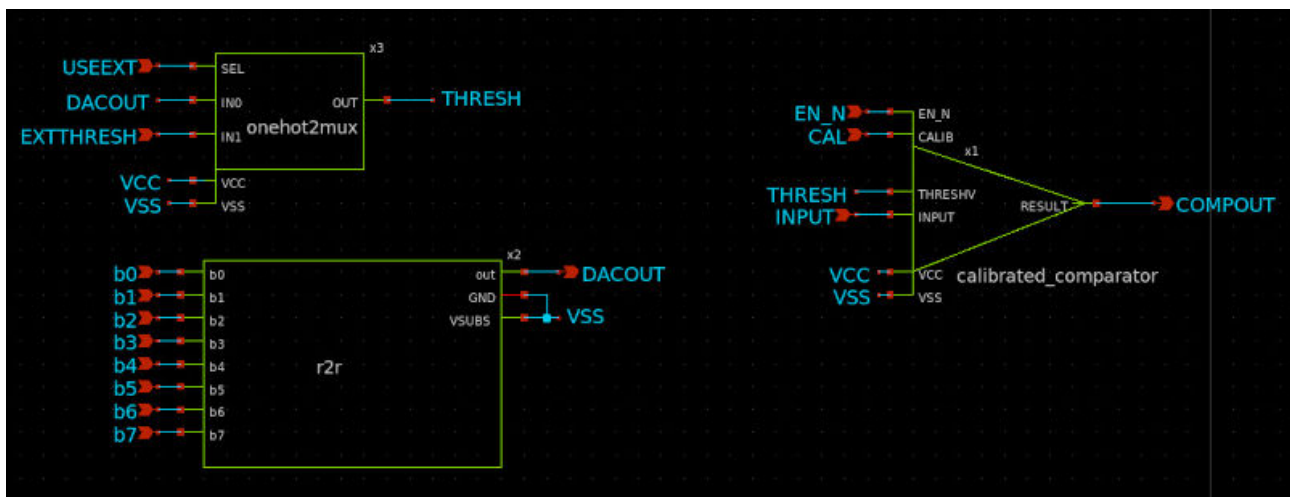 x3
USEEXT SEL
DACOUT IN0 OUT THRESH
EXTTHRESH IN1 onehot2mux
VCC VCC
VSS VSS
EN_N EN_N
CAL CALIB
x1
THRESH THRESHV
INPUT INPUT RESULT COMPOUT
VCC VCC calibrated_comparator
VSS VSS
x2
b0 b0 out DACOUT
b1 b1 GND
b2 b2 VSUBS VSS
b3 b3
b4 b4 r2r
b5 b5
b6 b6
b7 b7